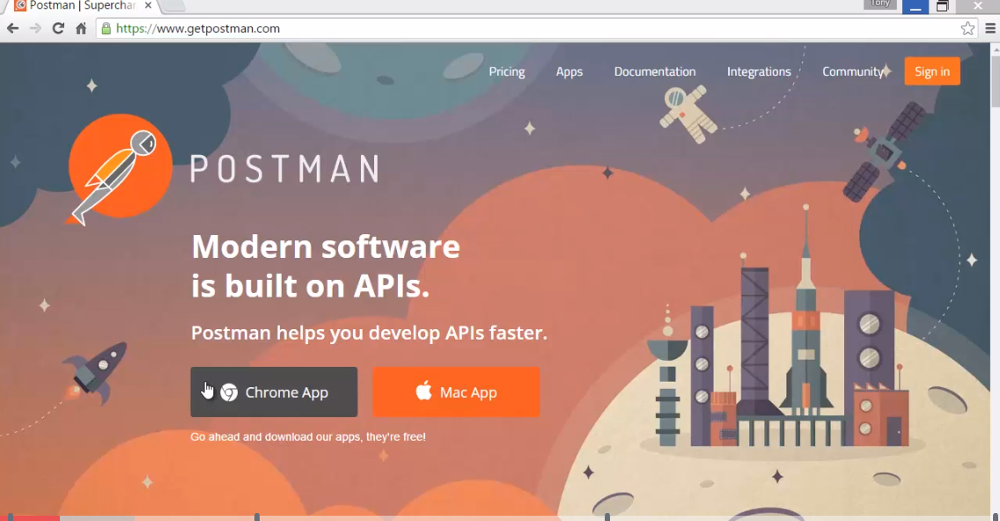 Postman | Superchar
Tony
https://www.getpostman.com
Pricing
Apps
Documentation
Integrations
Community
Sign in
POSTMAN
Modern software
is built on APIs.
Postman helps you develop APIs faster.
Chrome App
Mac App
Go ahead and download our apps, they're free!